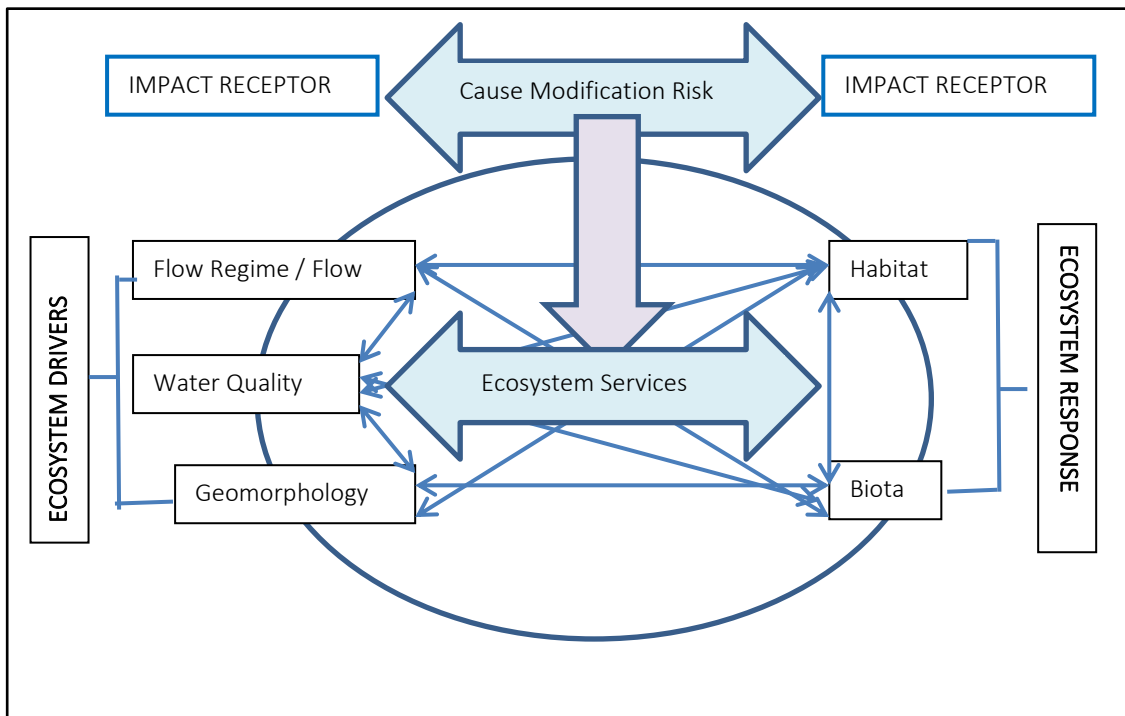 IMPACT RECEPTOR
Cause Modification Risk
IMPACT RECEPTOR
ECOSYSTEM DRIVERS
Flow Regime / Flow
Water Quality
Geomorphology
Ecosystem Services
Habitat
Biota
ECOSYSTEM RESPONSE